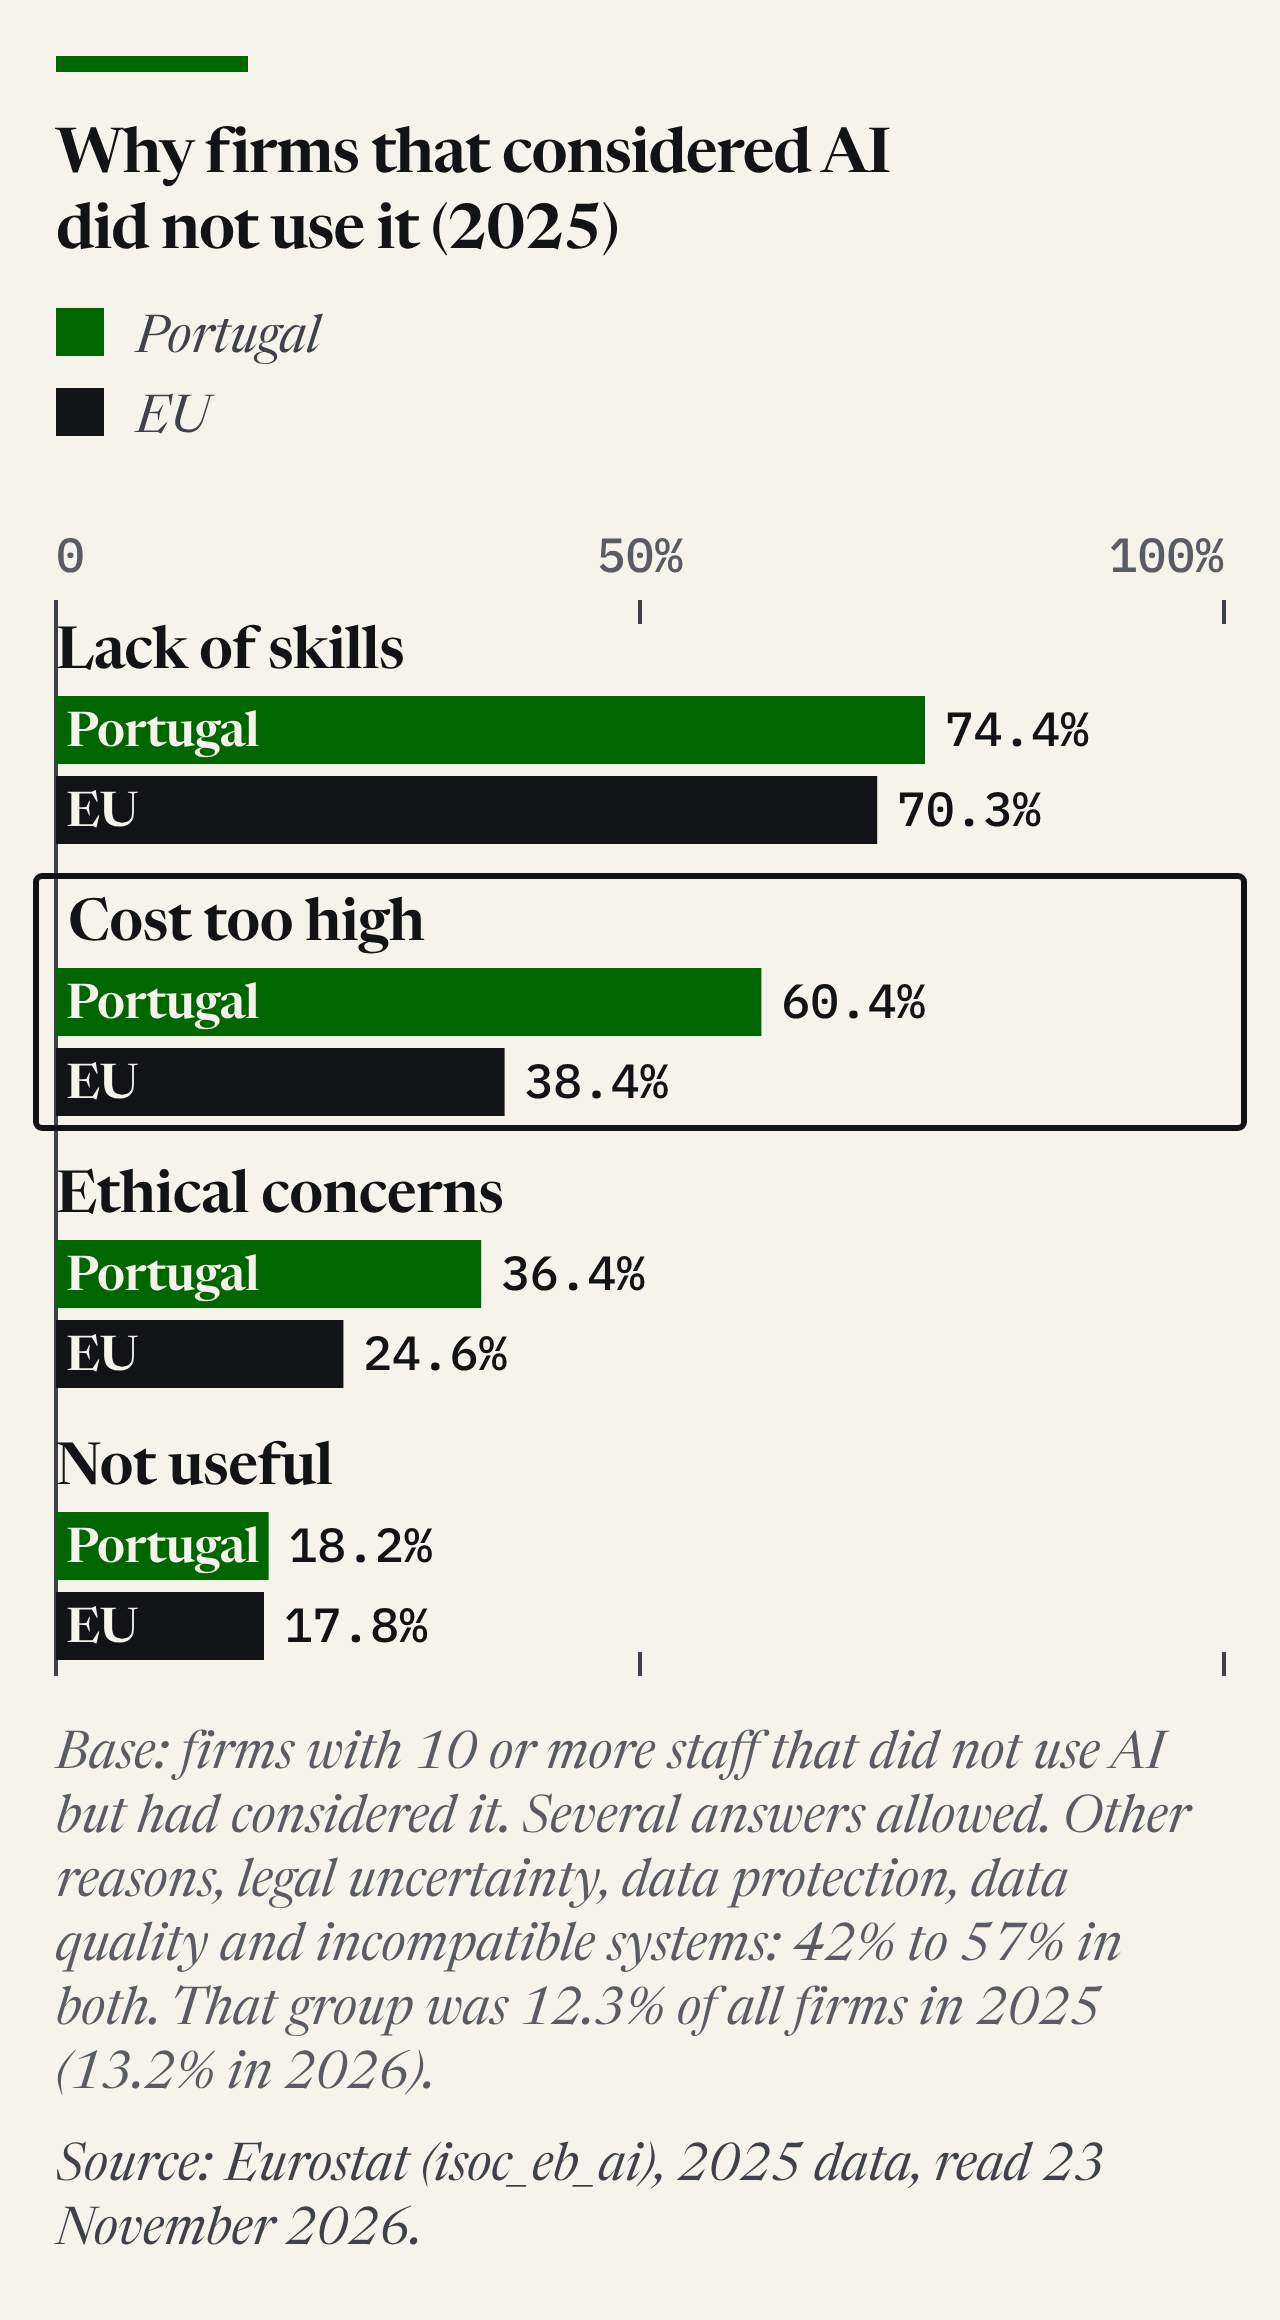 Why firms that considered AI
did not use it (2025)
Portugal
EU
0 50% 100%
Lack of skills
Portugal 74.4%
EU 70.3%
Cost too high
Portugal 60.4%
EU 38.4%
Ethical concerns
Portugal 36.4%
EU 24.6%
Not useful
Portugal 18.2%
EU 17.8%
Base: firms with 10 or more staff that did not use AI
but had considered it. Several answers allowed. Other
reasons, legal uncertainty, data protection, data
quality and incompatible systems: 42% to 57% in
both. That group was 12.3% of all firms in 2025
(13.2% in 2026).
Source: Eurostat (isoc_eb_ai), 2025 data, read 23
November 2026.